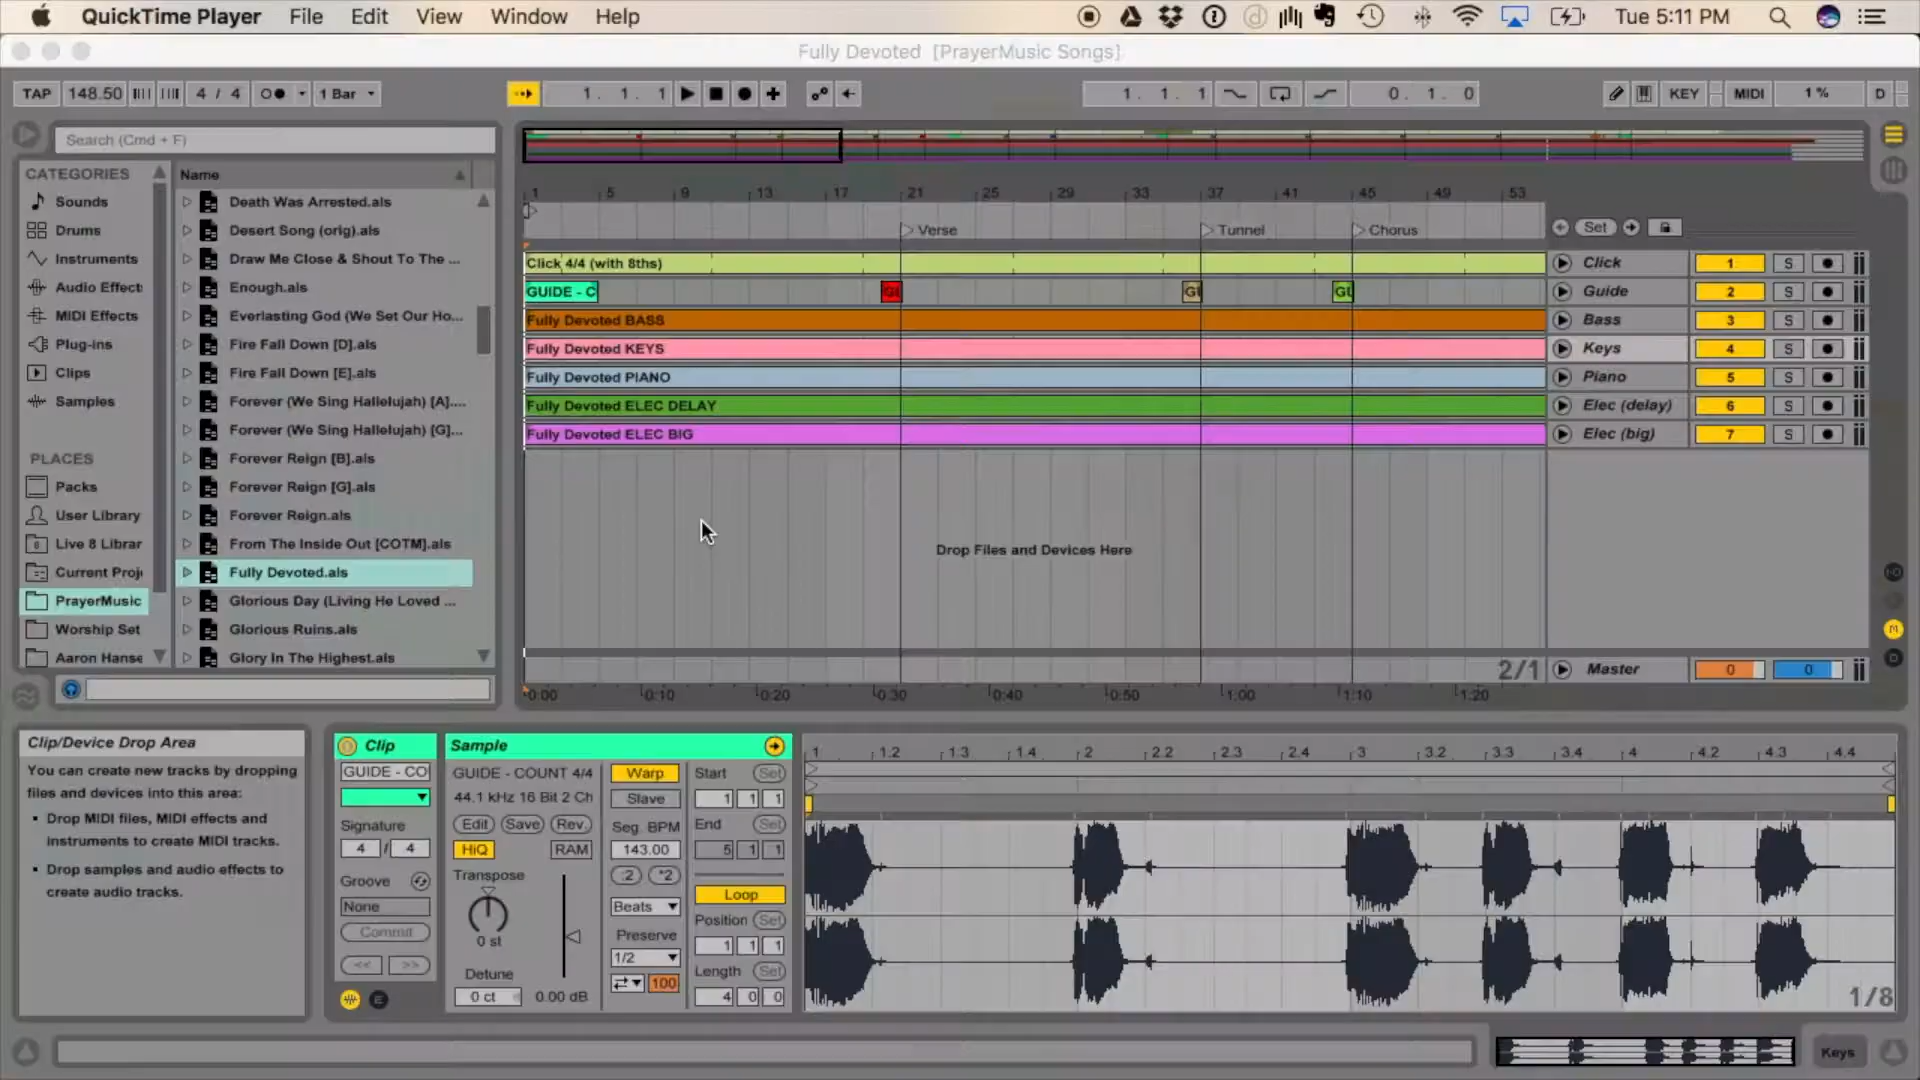 QuickTime Player File Edit View Window Help Tue 5:11 PM
Fully Devoted [PrayerMusic Songs]
TAP 148.50 4 / 4 1 Bar 1. 1. 1 1. 1. 1 0. 1. 0 KEY MIDI 1 % D
Search (Cmd + F)
CATEGORIES
Sounds
Drums
Instruments
Audio Effect
MIDI Effects
Plug-ins
Clips
Samples
PLACES
Packs
User Library
Live 8 Librar
Current Proj
PrayerMusic
Worship Set
Aaron Hanse
Name
Death Was Arrested.als
Desert Song (orig).als
Draw Me Close & Shout To The ...
Enough.als
Everlasting God (We Set Our Ho...
Fire Fall Down [D].als
Fire Fall Down [E].als
Forever (We Sing Hallelujah) [A]....
Forever (We Sing Hallelujah) [G]...
Forever Reign [B].als
Forever Reign [G].als
Forever Reign.als
From The Inside Out [COTM].als
Fully Devoted.als
Glorious Day (Living He Loved ...
Glorious Ruins.als
Glory In The Highest.als
1 5 9 13 17 21 25 29 33 37 41 45 49 53
Verse Tunnel Chorus Set
Click 4/4 (with 8ths) Click 1 S
GUIDE - C GU GU GU Guide 2 S
Fully Devoted BASS Bass 3 S
Fully Devoted KEYS Keys 4 S
Fully Devoted PIANO Piano 5 S
Fully Devoted ELEC DELAY Elec (delay) 6 S
Fully Devoted ELEC BIG Elec (big) 7 S
Drop Files and Devices Here
2/1 Master 0 0
0:00 0:10 0:20 0:30 0:40 0:50 1:00 1:10 1:20
Clip/Device Drop Area
You can create new tracks by dropping
files and devices into this area:
Drop MIDI files, MIDI effects and
instruments to create MIDI tracks.
Drop samples and audio effects to
create audio tracks.
Clip
GUIDE - CO
Signature
4 / 4
Groove
None
Commit
<< >>
E
Sample
GUIDE - COUNT 4/4
44.1 kHz 16 Bit 2 Ch
Edit Save Rev.
HiQ RAM
Transpose
0 st
Detune
0 ct 0.00 dB
Warp
Slave
Seg. BPM
143.00
:2 *2
Beats
Preserve
1/2
100
Start Set
1 1 1
End Set
5 1 1
Loop
Position Set
1 1 1
Length Set
4 0 0
1 1.2 1.3 1.4 2 2.2 2.3 2.4 3 3.2 3.3 3.4 4 4.2 4.3 4.4
1/8
Keys